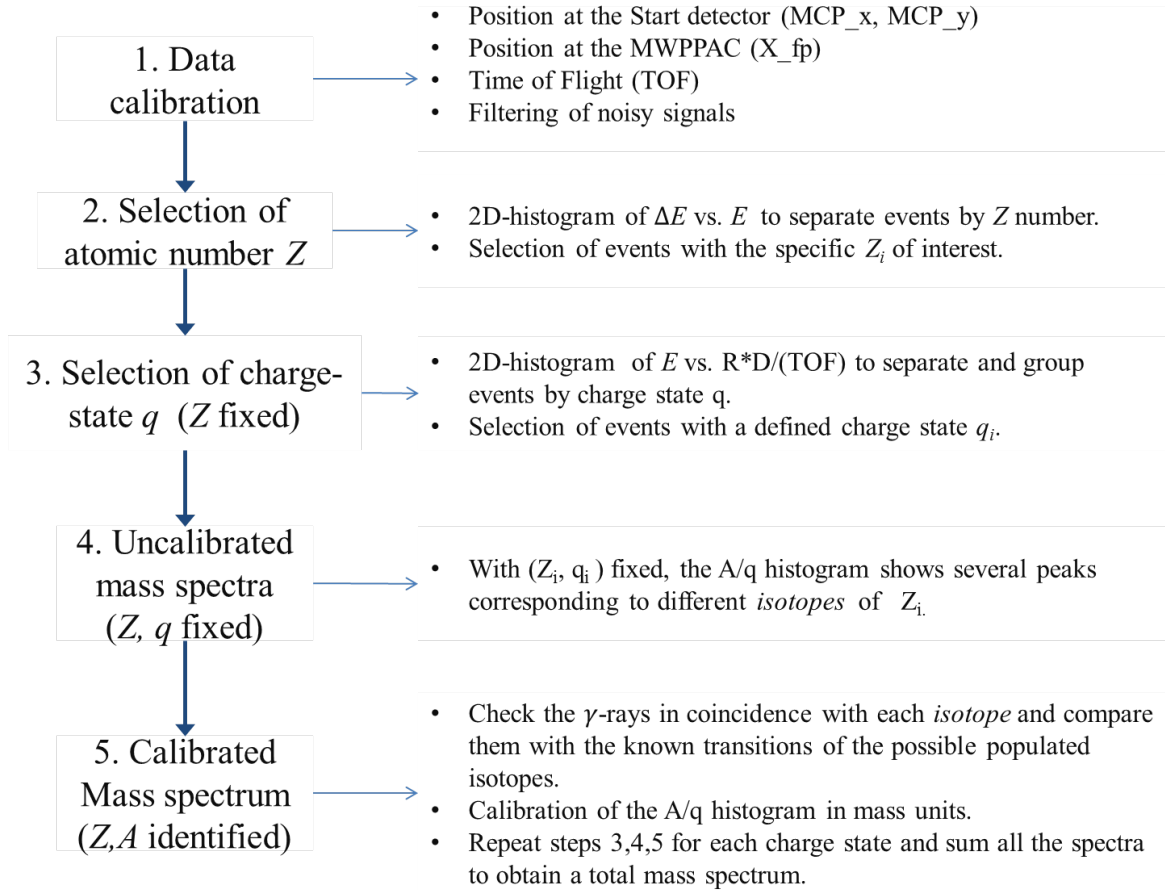 1. Data
calibration
• Position at the Start detector (MCP_x, MCP_y)
• Position at the MWPPAC (X_fp)
• Time of Flight (TOF)
• Filtering of noisy signals
2. Selection of
atomic number Z
• 2D-histogram of ΔE vs. E to separate events by Z number.
• Selection of events with the specific Zᵢ of interest.
3. Selection of charge-
state q (Z fixed)
• 2D-histogram of E vs. R*D/(TOF) to separate and group
events by charge state q.
• Selection of events with a defined charge state qᵢ.
4. Uncalibrated
mass spectra
(Z, q fixed)
• With (Zᵢ, qᵢ ) fixed, the A/q histogram shows several peaks
corresponding to different isotopes of Zᵢ.
5. Calibrated
Mass spectrum
(Z,A identified)
• Check the γ-rays in coincidence with each isotope and compare
them with the known transitions of the possible populated
isotopes.
• Calibration of the A/q histogram in mass units.
• Repeat steps 3,4,5 for each charge state and sum all the spectra
to obtain a total mass spectrum.